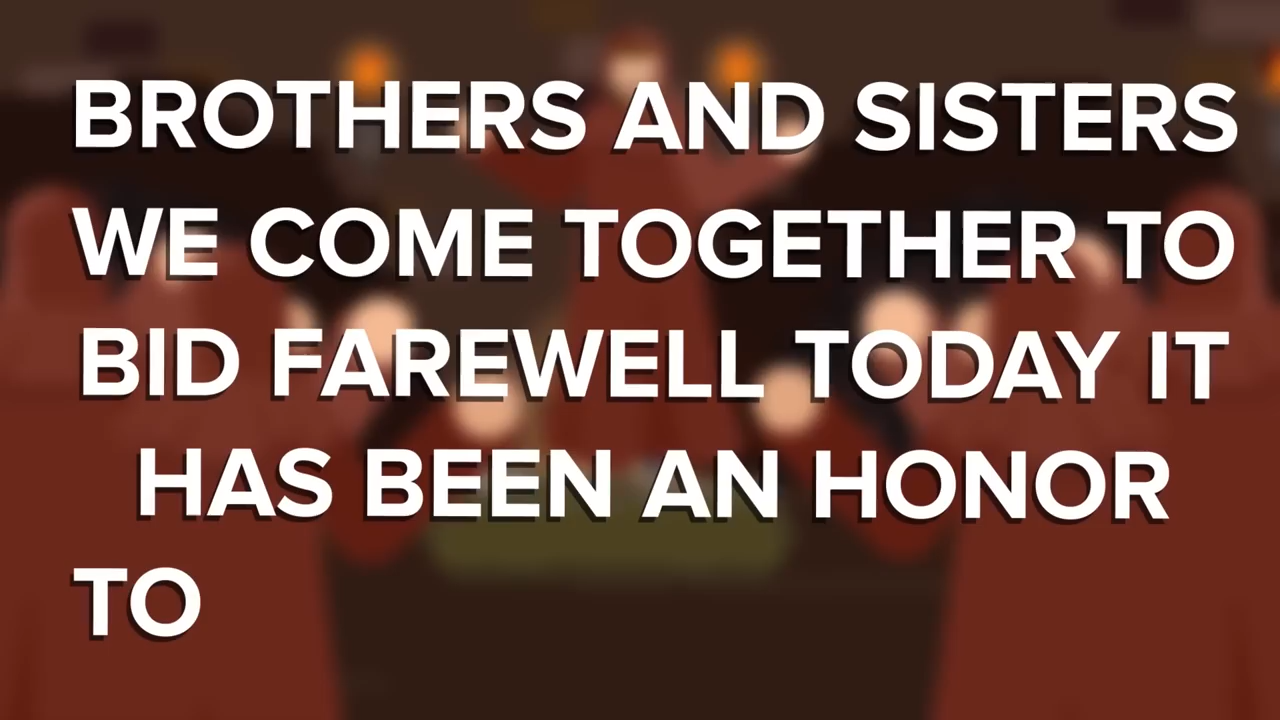 BROTHERS AND SISTERS
WE COME TOGETHER TO
BID FAREWELL TODAY IT
HAS BEEN AN HONOR
TO